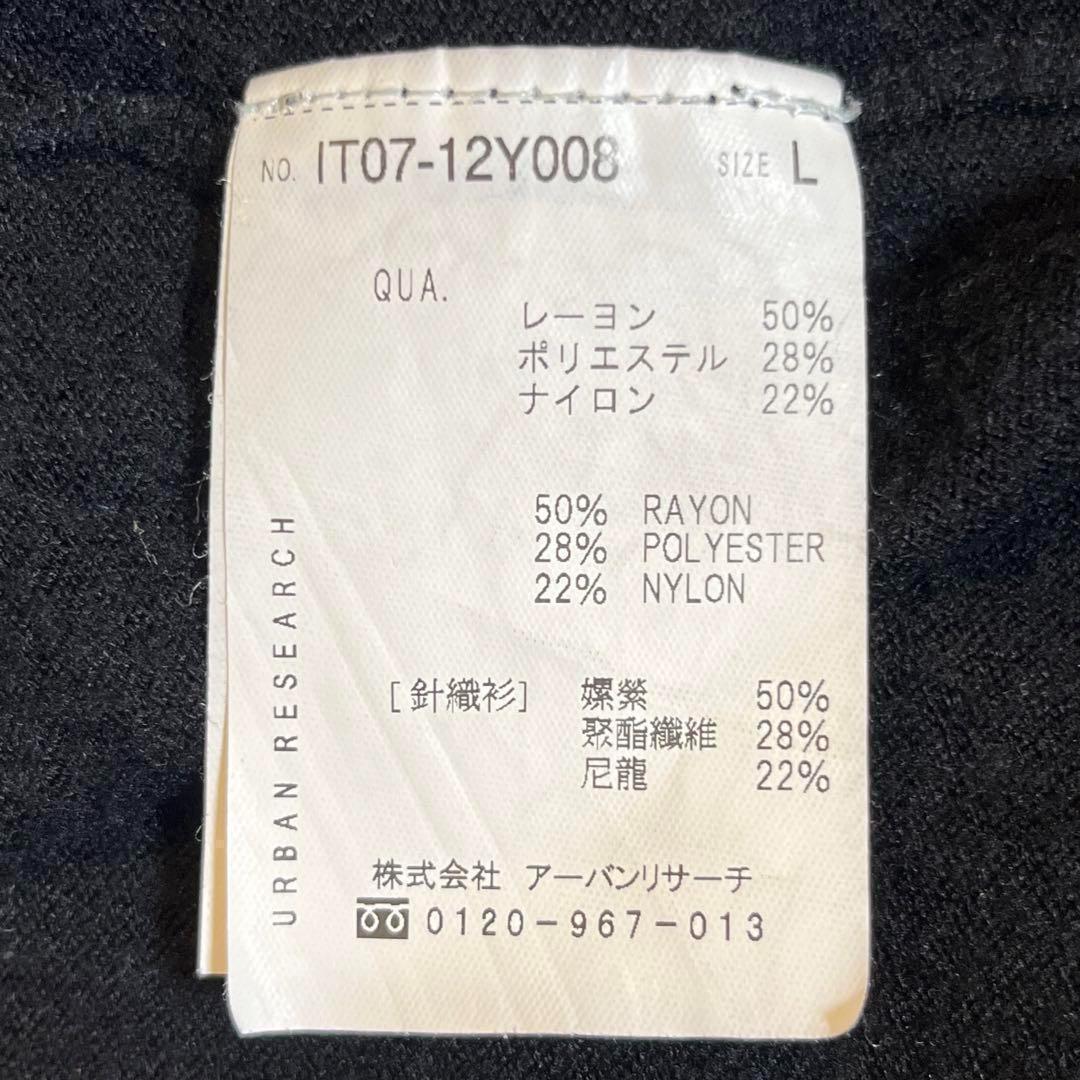 NO. IT07-12Y008 SIZE L
QUA.
レーヨン 50%
ポリエステル 28%
ナイロン 22%
50% RAYON
28% POLYESTER
22% NYLON
[針織衫] 嫘縈 50%
聚酯纖維 28%
尼龍 22%
URBAN RESEARCH
株式会社 アーバンリサーチ
0120-967-013